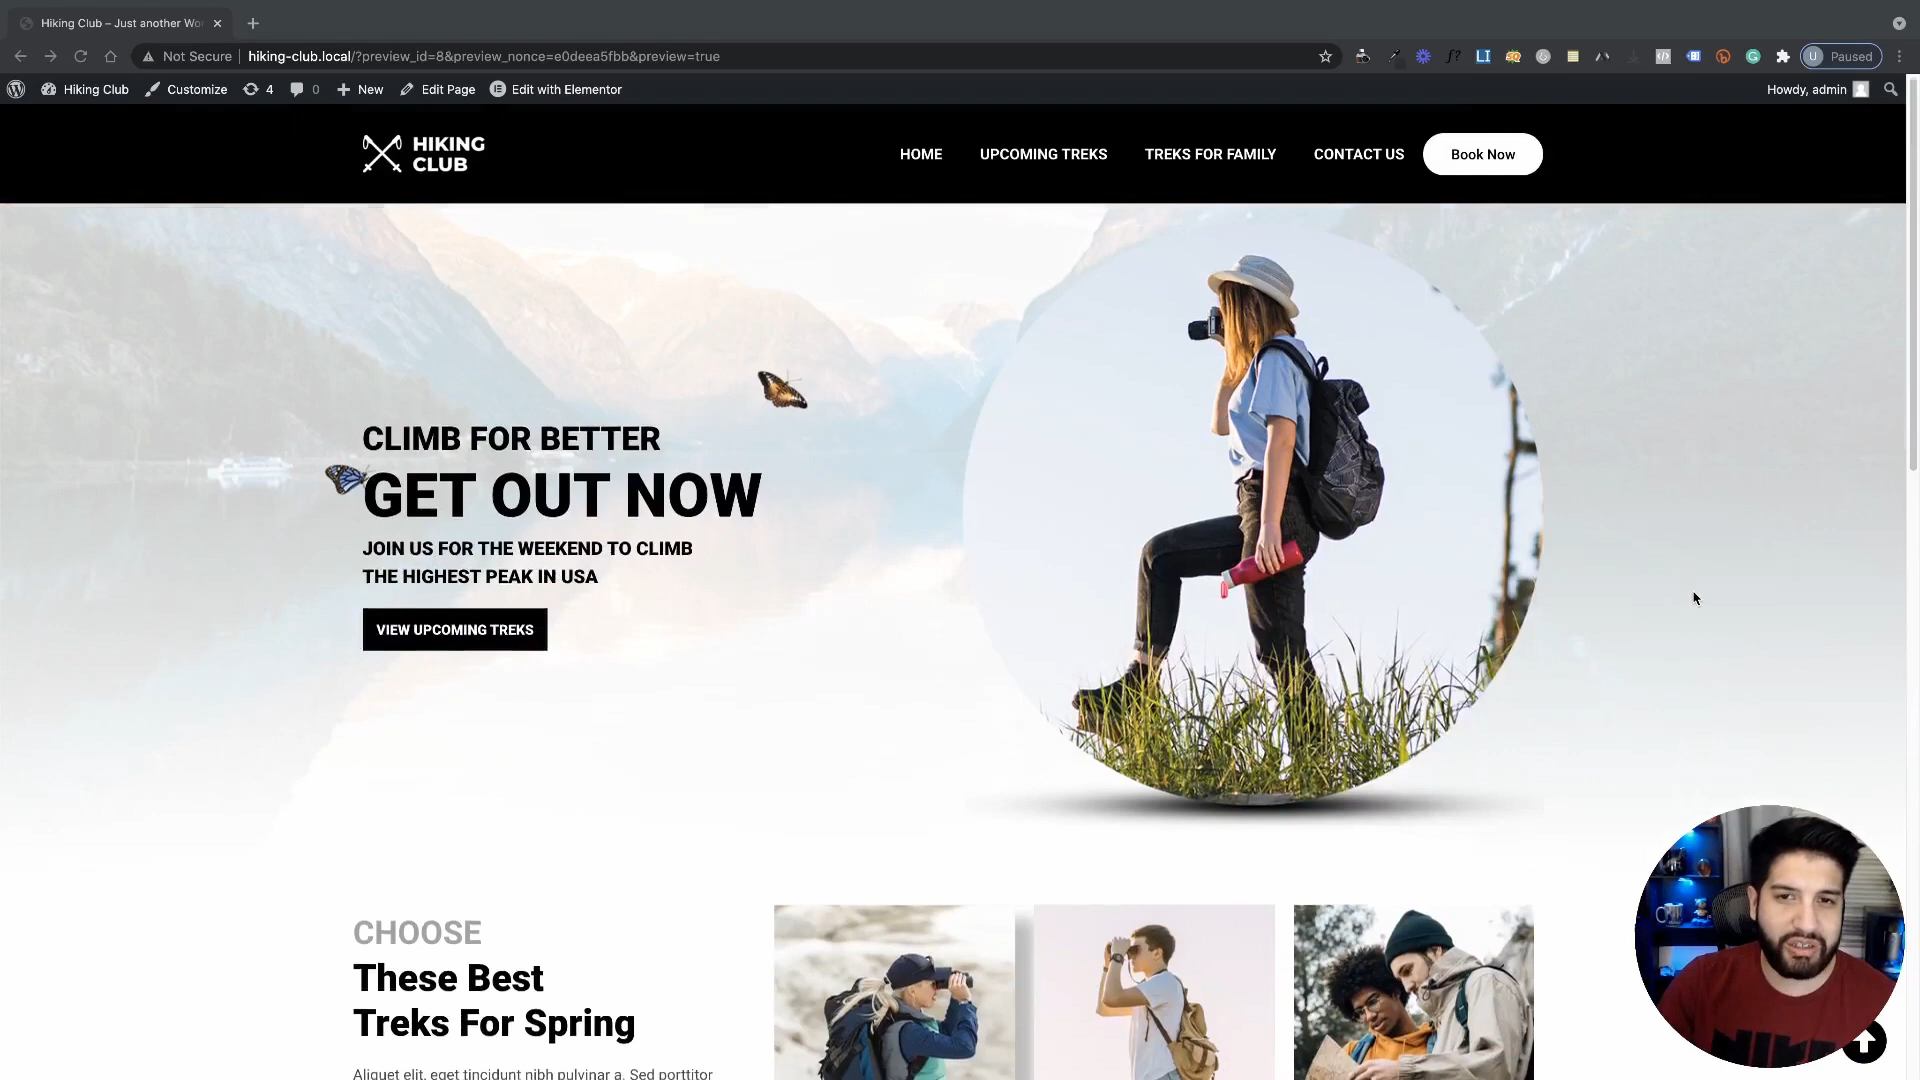 Hiking Club – Just another Wo
Not Secure hiking-club.local/?preview_id=8&preview_nonce=e0deea5fbb&preview=true
Paused
Hiking Club Customize 4 0 New Edit Page Edit with Elementor
Howdy, admin
HIKING
CLUB
HOME UPCOMING TREKS TREKS FOR FAMILY CONTACT US Book Now
CLIMB FOR BETTER
GET OUT NOW
JOIN US FOR THE WEEKEND TO CLIMB
THE HIGHEST PEAK IN USA
VIEW UPCOMING TREKS
CHOOSE
These Best
Treks For Spring
Aliquet elit, eget tincidunt nibh pulvinar a. Sed porttitor